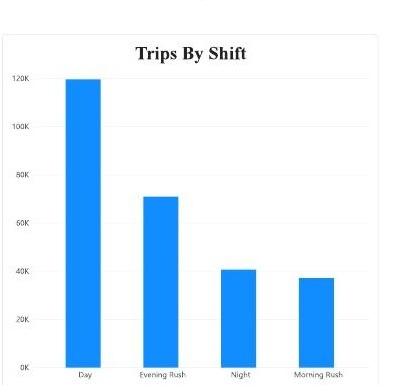 Trips By Shift
120K
100K
80K
60K
40K
20K
0K
Day Evening Rush Night Morning Rush